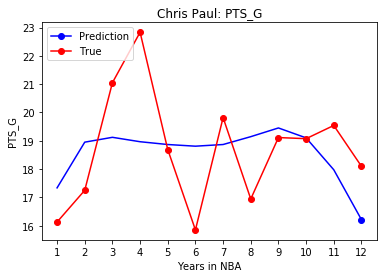 Chris Paul: PTS_G
Prediction
True
23
22
21
20
19
18
17
16
PTS_G
1 2 3 4 5 6 7 8 9 10 11 12
Years in NBA